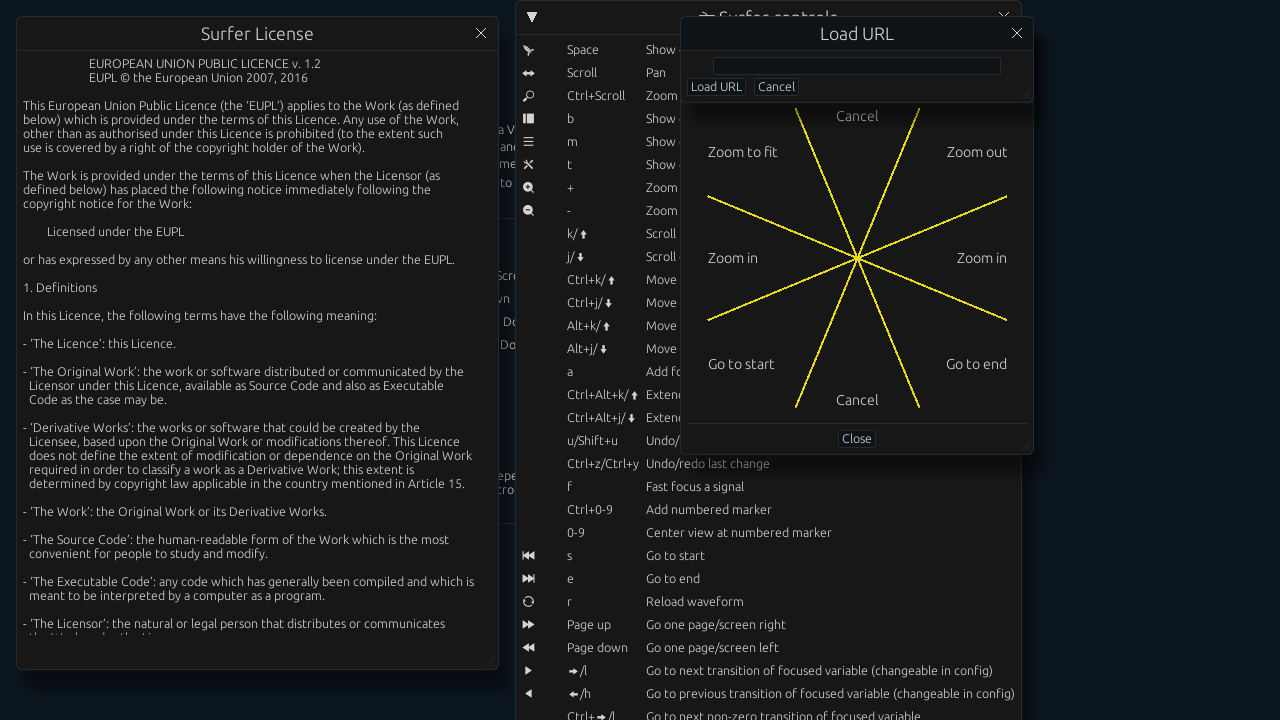 Surfer License
EUROPEAN UNION PUBLIC LICENCE v. 1.2
EUPL © the European Union 2007, 2016
This European Union Public Licence (the ‘EUPL’) applies to the Work (as defined
below) which is provided under the terms of this Licence. Any use of the Work,
other than as authorised under this Licence is prohibited (to the extent such
use is covered by a right of the copyright holder of the Work).
The Work is provided under the terms of this Licence when the Licensor (as
defined below) has placed the following notice immediately following the
copyright notice for the Work:
Licensed under the EUPL
or has expressed by any other means his willingness to license under the EUPL.
1. Definitions
In this Licence, the following terms have the following meaning:
- ‘The Licence’: this Licence.
- ‘The Original Work’: the work or software distributed or communicated by the
Licensor under this Licence, available as Source Code and also as Executable
Code as the case may be.
- ‘Derivative Works’: the works or software that could be created by the
Licensee, based upon the Original Work or modifications thereof. This Licence
does not define the extent of modification or dependence on the Original Work
required in order to classify a work as a Derivative Work; this extent is
determined by copyright law applicable in the country mentioned in Article 15.
- ‘The Work’: the Original Work or its Derivative Works.
- ‘The Source Code’: the human-readable form of the Work which is the most
convenient for people to study and modify.
- ‘The Executable Code’: any code which has generally been compiled and which is
meant to be interpreted by a computer as a program.
- ‘The Licensor’: the natural or legal person that distributes or communicates
Surfer controls
Space Show
Scroll Pan
Ctrl+Scroll Zoom
b Show
m Show
t Show
+ Zoom
- Zoom
k/⬆ Scroll
j/⬇ Scroll
Ctrl+k/⬆ Move
Ctrl+j/⬇ Move
Alt+k/⬆ Move
Alt+j/⬇ Move
a Add
Ctrl+Alt+k/⬆ Extend
Ctrl+Alt+j/⬇ Extend
u/Shift+u Undo/
Ctrl+z/Ctrl+y Undo/redo last change
f Fast focus a signal
Ctrl+0-9 Add numbered marker
0-9 Center view at numbered marker
s Go to start
e Go to end
r Reload waveform
Page up Go one page/screen right
Page down Go one page/screen left
➡/l Go to next transition of focused variable (changeable in config)
⬅/h Go to previous transition of focused variable (changeable in config)
Ctrl+➡/l Go to next non-zero transition of focused variable
Load URL
Load URL Cancel
Cancel
Zoom to fit Zoom out
Zoom in Zoom in
Go to start Go to end
Cancel
Close